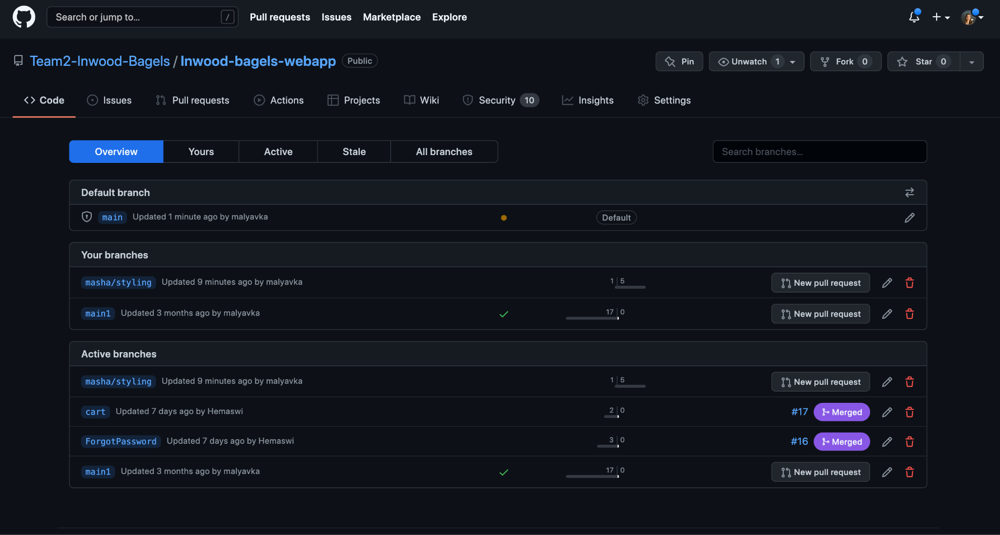 Search or jump to... / Pull requests Issues Marketplace Explore
Team2-Inwood-Bagels / Inwood-bagels-webapp Public Pin Unwatch 1 Fork 0 Star 0
Code Issues Pull requests Actions Projects Wiki Security 10 Insights Settings
Overview Yours Active Stale All branches Search branches...
Default branch
main Updated 1 minute ago by malyavka Default
Your branches
masha/styling Updated 9 minutes ago by malyavka 1 | 5 New pull request
main1 Updated 3 months ago by malyavka 17 | 0 New pull request
Active branches
masha/styling Updated 9 minutes ago by malyavka 1 | 5 New pull request
cart Updated 7 days ago by Hemaswi 2 | 0 #17 Merged
ForgotPassword Updated 7 days ago by Hemaswi 3 | 0 #16 Merged
main1 Updated 3 months ago by malyavka 17 | 0 New pull request